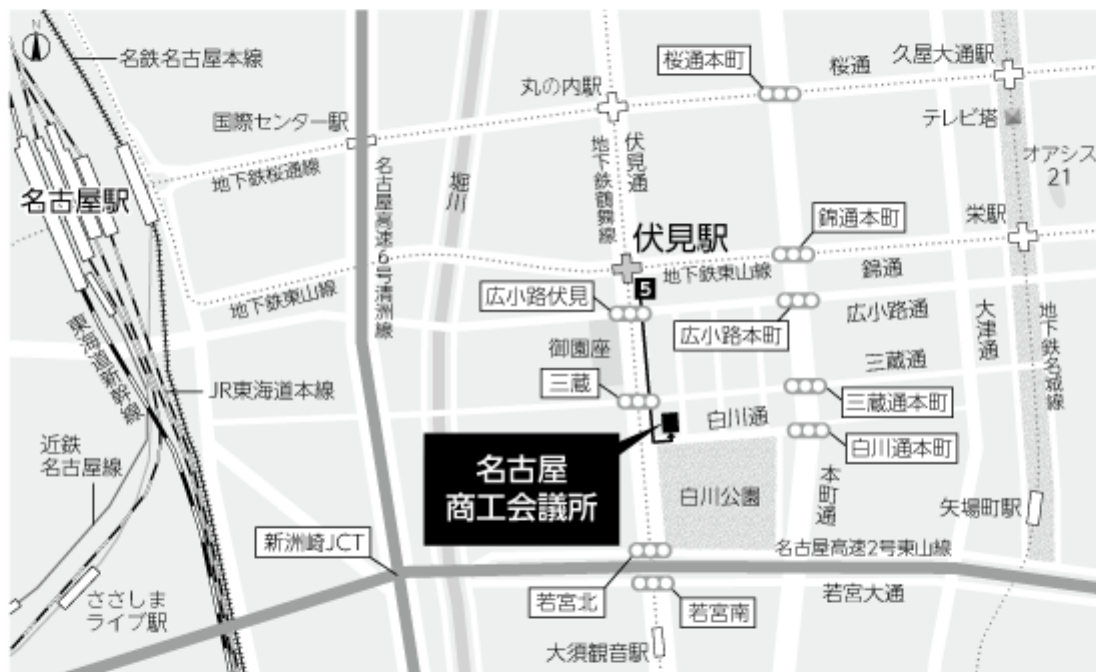 N
名鉄名古屋本線
桜通本町
桜通
久屋大通駅
丸の内駅
国際センター駅
テレビ塔
地下鉄桜通線
名古屋高速6号清洲線
堀川
伏見通
地下鉄鶴舞線
オアシス
21
名古屋駅
錦通本町
栄駅
伏見駅
地下鉄東山線
錦通
5
広小路伏見
地下鉄東山線
広小路本町
広小路通
大津通
地下鉄名城線
東海道新幹線
御園座
三蔵通
JR東海道本線
三蔵
三蔵通本町
白川通
白川通本町
近鉄
名古屋線
名古屋
商工会議所
白川公園
本町通
矢場町駅
新洲崎JCT
名古屋高速2号東山線
ささしま
ライブ駅
若宮北
若宮南
若宮大通
大須観音駅